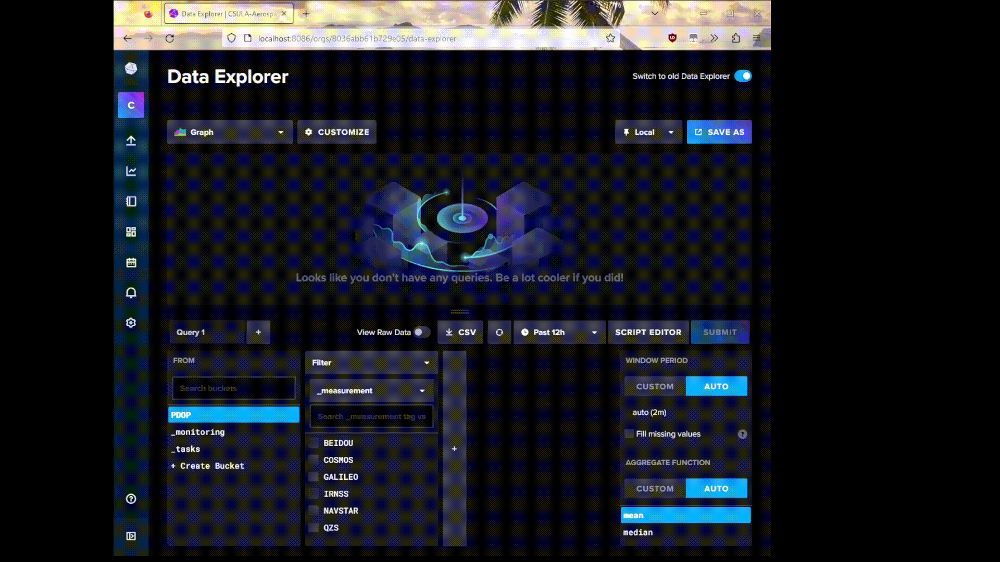 Data Explorer | CSULA-Aerospa
localhost:8086/orgs/8036abb61b729e05/data-explorer
Data Explorer
Switch to old Data Explorer
C
Graph
CUSTOMIZE
Local
SAVE AS
Looks like you don't have any queries. Be a lot cooler if you did!
Query 1
+
View Raw Data
CSV
Past 12h
SCRIPT EDITOR
SUBMIT
FROM
Search buckets
PDOP
_monitoring
_tasks
+ Create Bucket
Filter
_measurement
Search _measurement tag va
BEIDOU
COSMOS
GALILEO
IRNSS
NAVSTAR
QZS
+
WINDOW PERIOD
CUSTOM
AUTO
auto (2m)
Fill missing values
?
AGGREGATE FUNCTION
CUSTOM
AUTO
mean
median